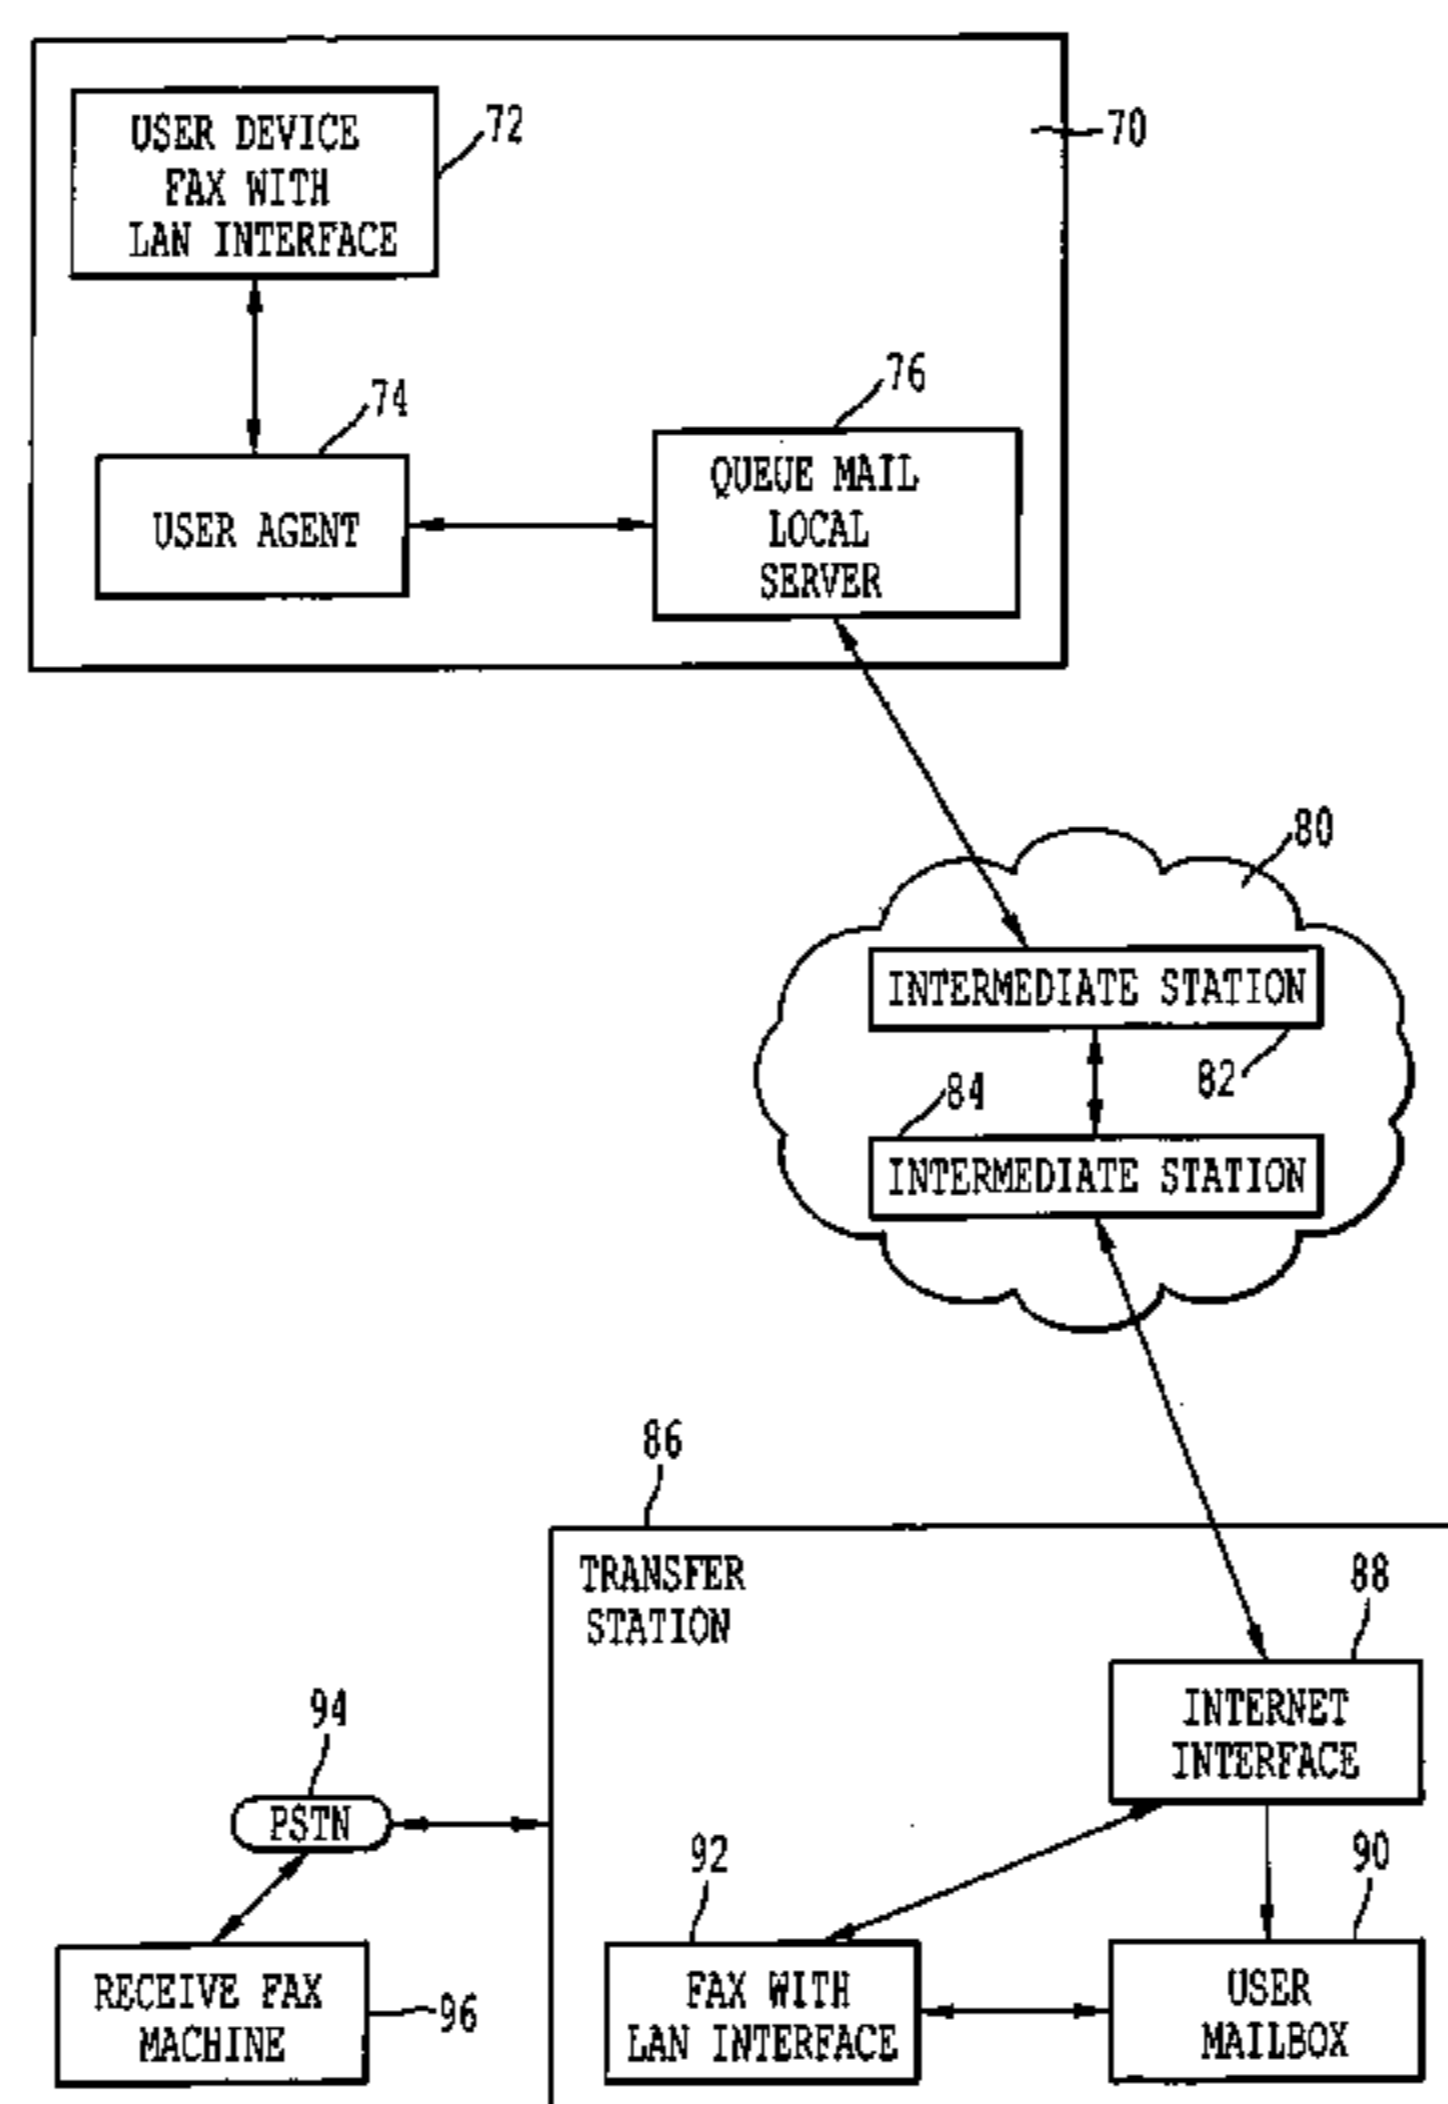 USER DEVICE
FAX WITH
LAN INTERFACE
72
70
74
USER AGENT
76
QUEUE MAIL
LOCAL
SERVER
80
INTERMEDIATE STATION
82
84
INTERMEDIATE STATION
86
TRANSFER
STATION
88
INTERNET
INTERFACE
94
PSTN
92
90
FAX WITH
LAN INTERFACE
USER
MAILBOX
RECEIVE FAX
MACHINE
96